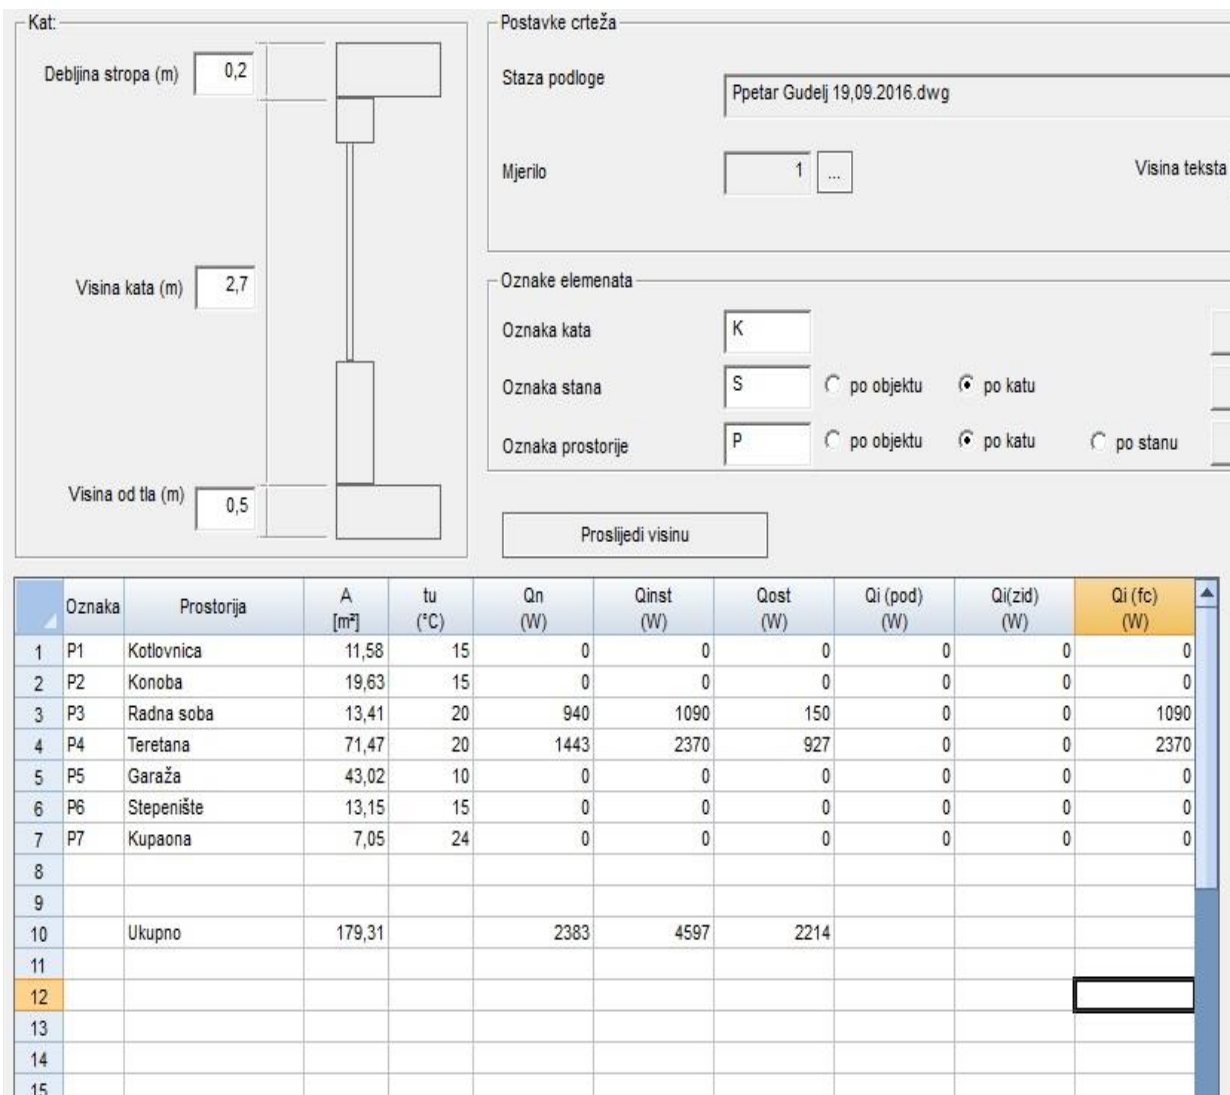 Kat:
Debljina stropa (m) 0,2
Visina kata (m) 2,7
Visina od tla (m) 0,5
Postavke crteža
Staza podloge Ppetar Gudelj 19,09.2016.dwg
Mjerilo 1 ... Visina teksta
Oznake elemenata
Oznaka kata K
Oznaka stana S po objektu po katu
Oznaka prostorije P po objektu po katu po stanu
Proslijedi visinu
Oznaka Prostorija A [m²] tu (°C) Qn (W) Qinst (W) Qost (W) Qi (pod) (W) Qi(zid) (W) Qi (fc) (W)
1 P1 Kotlovnica 11,58 15 0 0 0 0 0 0
2 P2 Konoba 19,63 15 0 0 0 0 0 0
3 P3 Radna soba 13,41 20 940 1090 150 0 0 1090
4 P4 Teretana 71,47 20 1443 2370 927 0 0 2370
5 P5 Garaža 43,02 10 0 0 0 0 0 0
6 P6 Stepenište 13,15 15 0 0 0 0 0 0
7 P7 Kupaona 7,05 24 0 0 0 0 0 0
8
9
10 Ukupno 179,31 2383 4597 2214
11
12
13
14
15